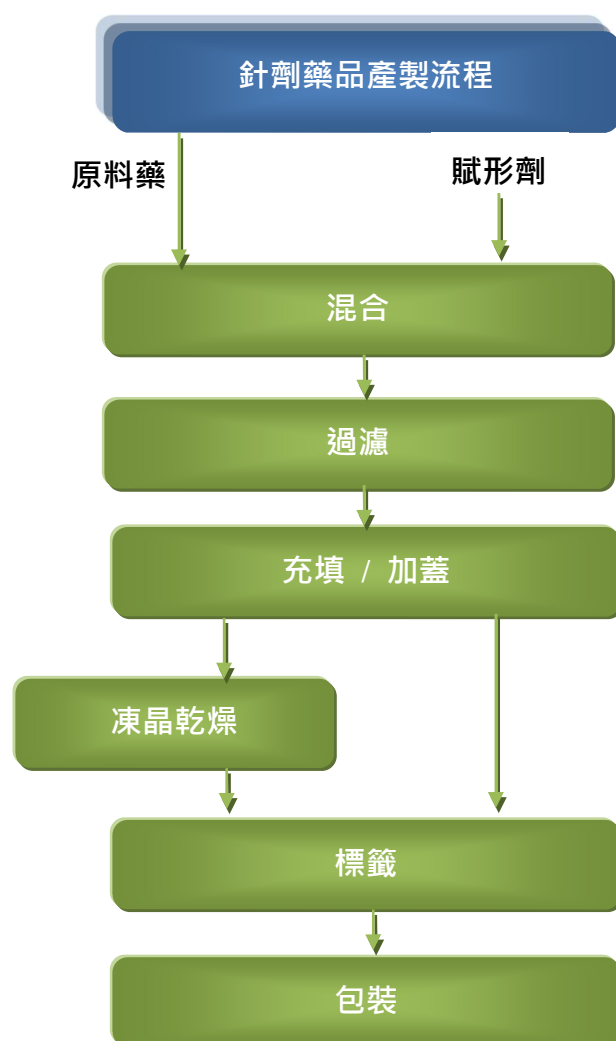 針劑藥品產製流程
原料藥
賦形劑
混合
過濾
充填 / 加蓋
凍晶乾燥
標籤
包裝